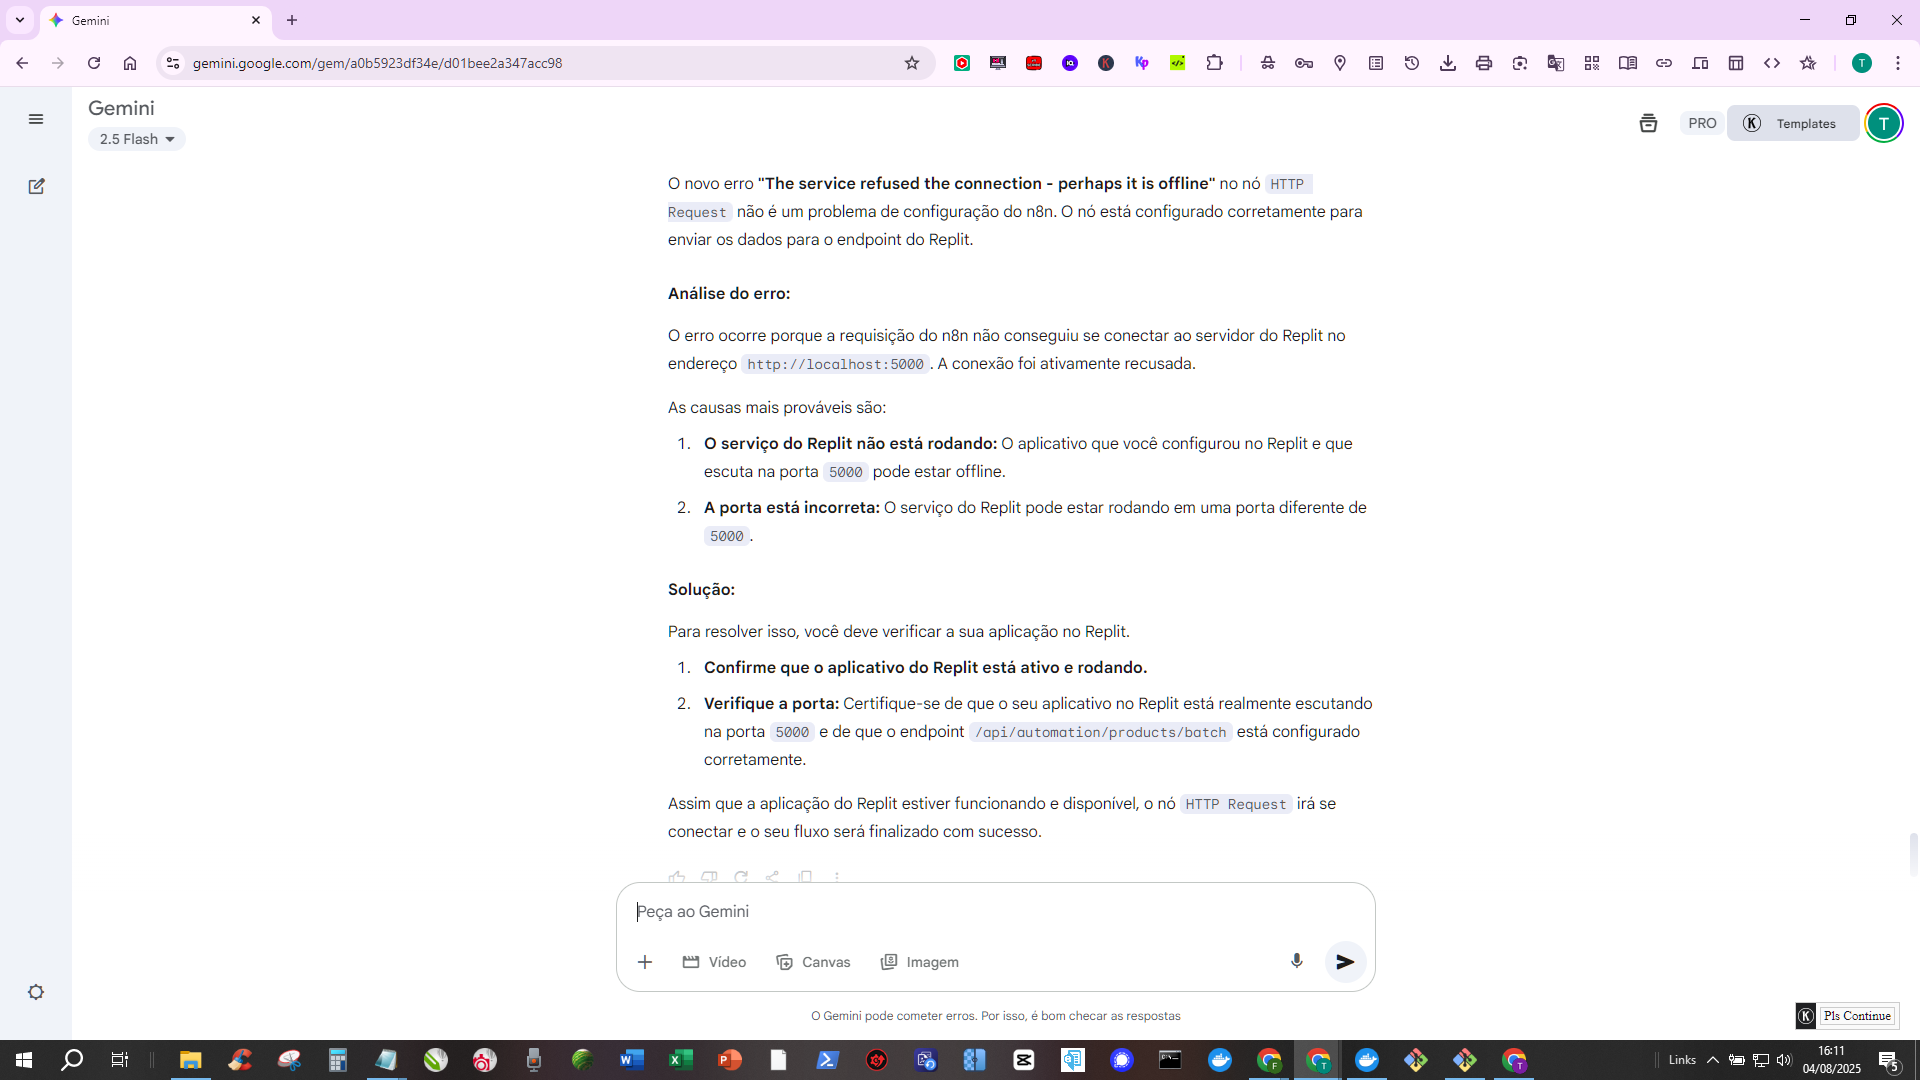 Gemini
gemini.google.com/gem/a0b5923df34e/d01bee2a347acc98
T
Gemini
2.5 Flash
PRO
K
Templates
T
O novo erro "The service refused the connection - perhaps it is offline" no nó HTTP
Request não é um problema de configuração do n8n. O nó está configurado corretamente para
enviar os dados para o endpoint do Replit.
Análise do erro:
O erro ocorre porque a requisição do n8n não conseguiu se conectar ao servidor do Replit no
endereço http://localhost:5000. A conexão foi ativamente recusada.
As causas mais prováveis são:
1. O serviço do Replit não está rodando: O aplicativo que você configurou no Replit e que
escuta na porta 5000 pode estar offline.
2. A porta está incorreta: O serviço do Replit pode estar rodando em uma porta diferente de
5000.
Solução:
Para resolver isso, você deve verificar a sua aplicação no Replit.
1. Confirme que o aplicativo do Replit está ativo e rodando.
2. Verifique a porta: Certifique-se de que o seu aplicativo no Replit está realmente escutando
na porta 5000 e de que o endpoint /api/automation/products/batch está configurado
corretamente.
Assim que a aplicação do Replit estiver funcionando e disponível, o nó HTTP Request irá se
conectar e o seu fluxo será finalizado com sucesso.
Peça ao Gemini
Vídeo
Canvas
Imagem
O Gemini pode cometer erros. Por isso, é bom checar as respostas
K
Pls Continue
Links
16:11
04/08/2025
5